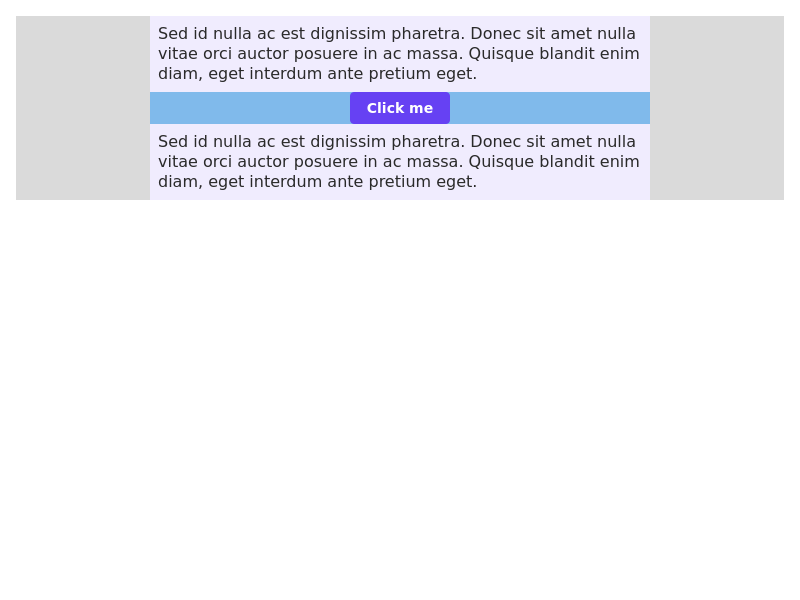 Sed id nulla ac est dignissim pharetra. Donec sit amet nulla
vitae orci auctor posuere in ac massa. Quisque blandit enim
diam, eget interdum ante pretium eget.
Click me
Sed id nulla ac est dignissim pharetra. Donec sit amet nulla
vitae orci auctor posuere in ac massa. Quisque blandit enim
diam, eget interdum ante pretium eget.